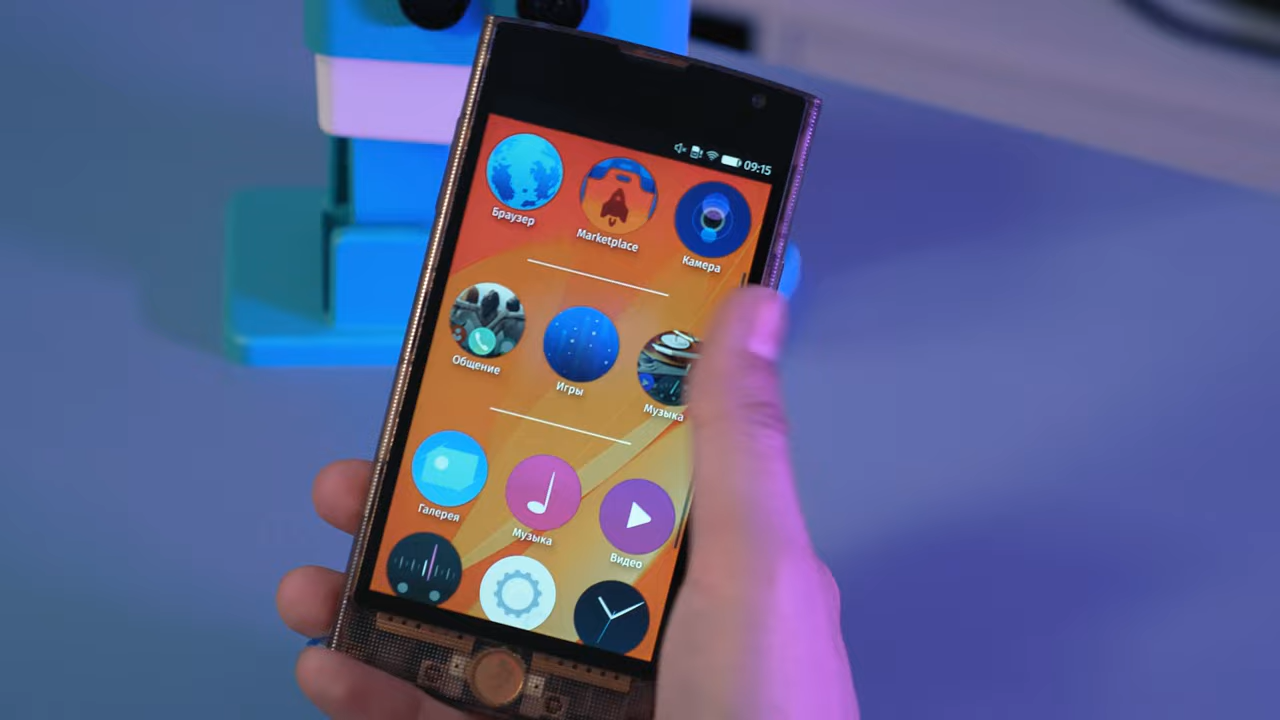 09:15
Браузер
Marketplace
Камера
Общение
Игры
Музыка
Галерея
Музыка
Видео